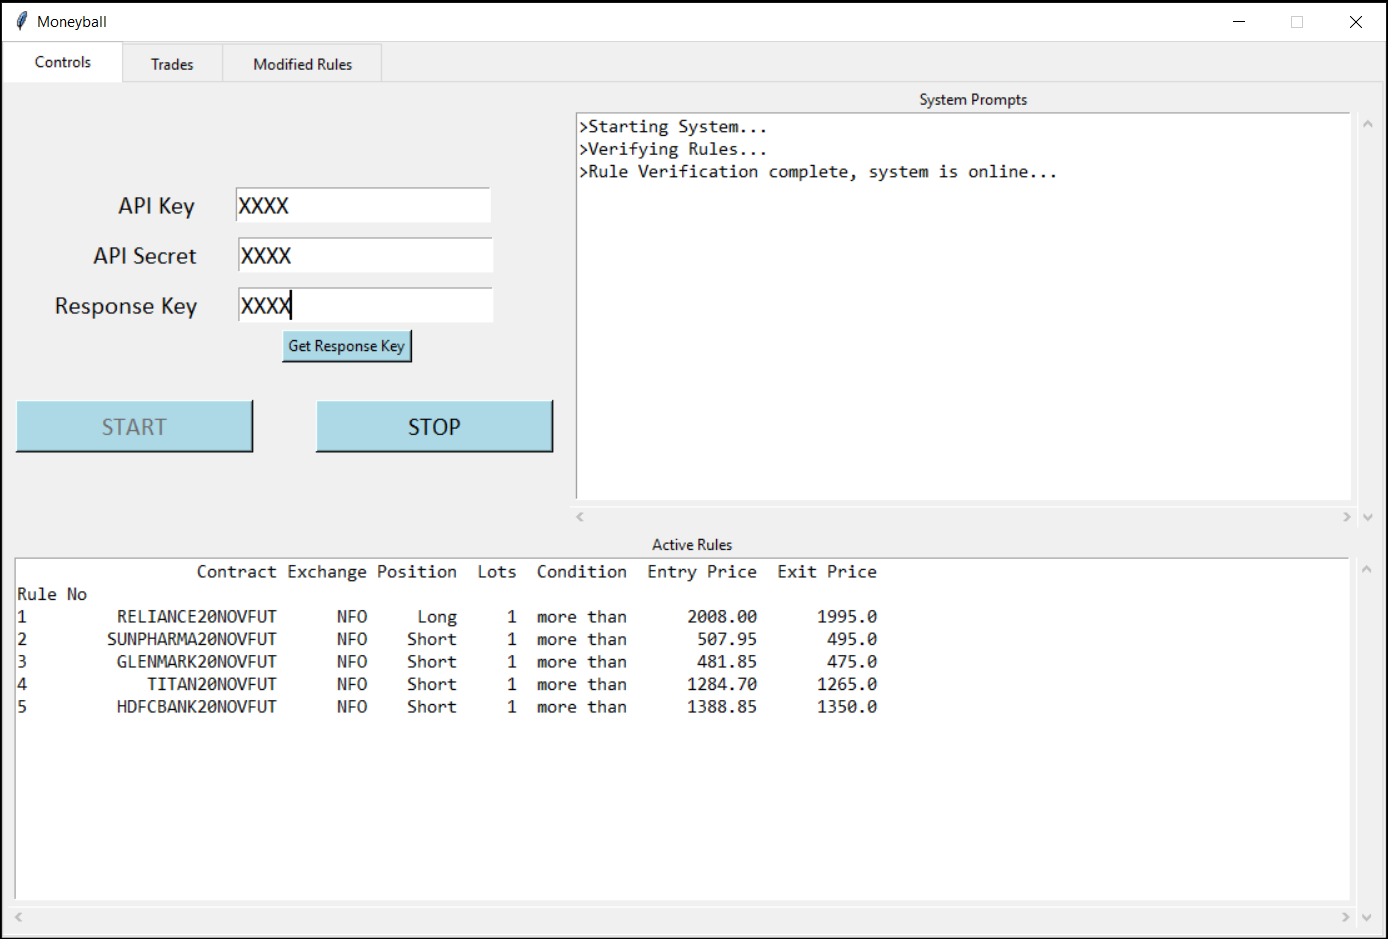 Moneyball
Controls Trades Modified Rules
System Prompts
>Starting System...
>Verifying Rules...
>Rule Verification complete, system is online...
API Key XXXX
API Secret XXXX
Response Key XXXX
Get Response Key
START STOP
Active Rules
Contract Exchange Position Lots Condition Entry Price Exit Price
Rule No
1 RELIANCE20NOVFUT NFO Long 1 more than 2008.00 1995.0
2 SUNPHARMA20NOVFUT NFO Short 1 more than 507.95 495.0
3 GLENMARK20NOVFUT NFO Short 1 more than 481.85 475.0
4 TITAN20NOVFUT NFO Short 1 more than 1284.70 1265.0
5 HDFCBANK20NOVFUT NFO Short 1 more than 1388.85 1350.0